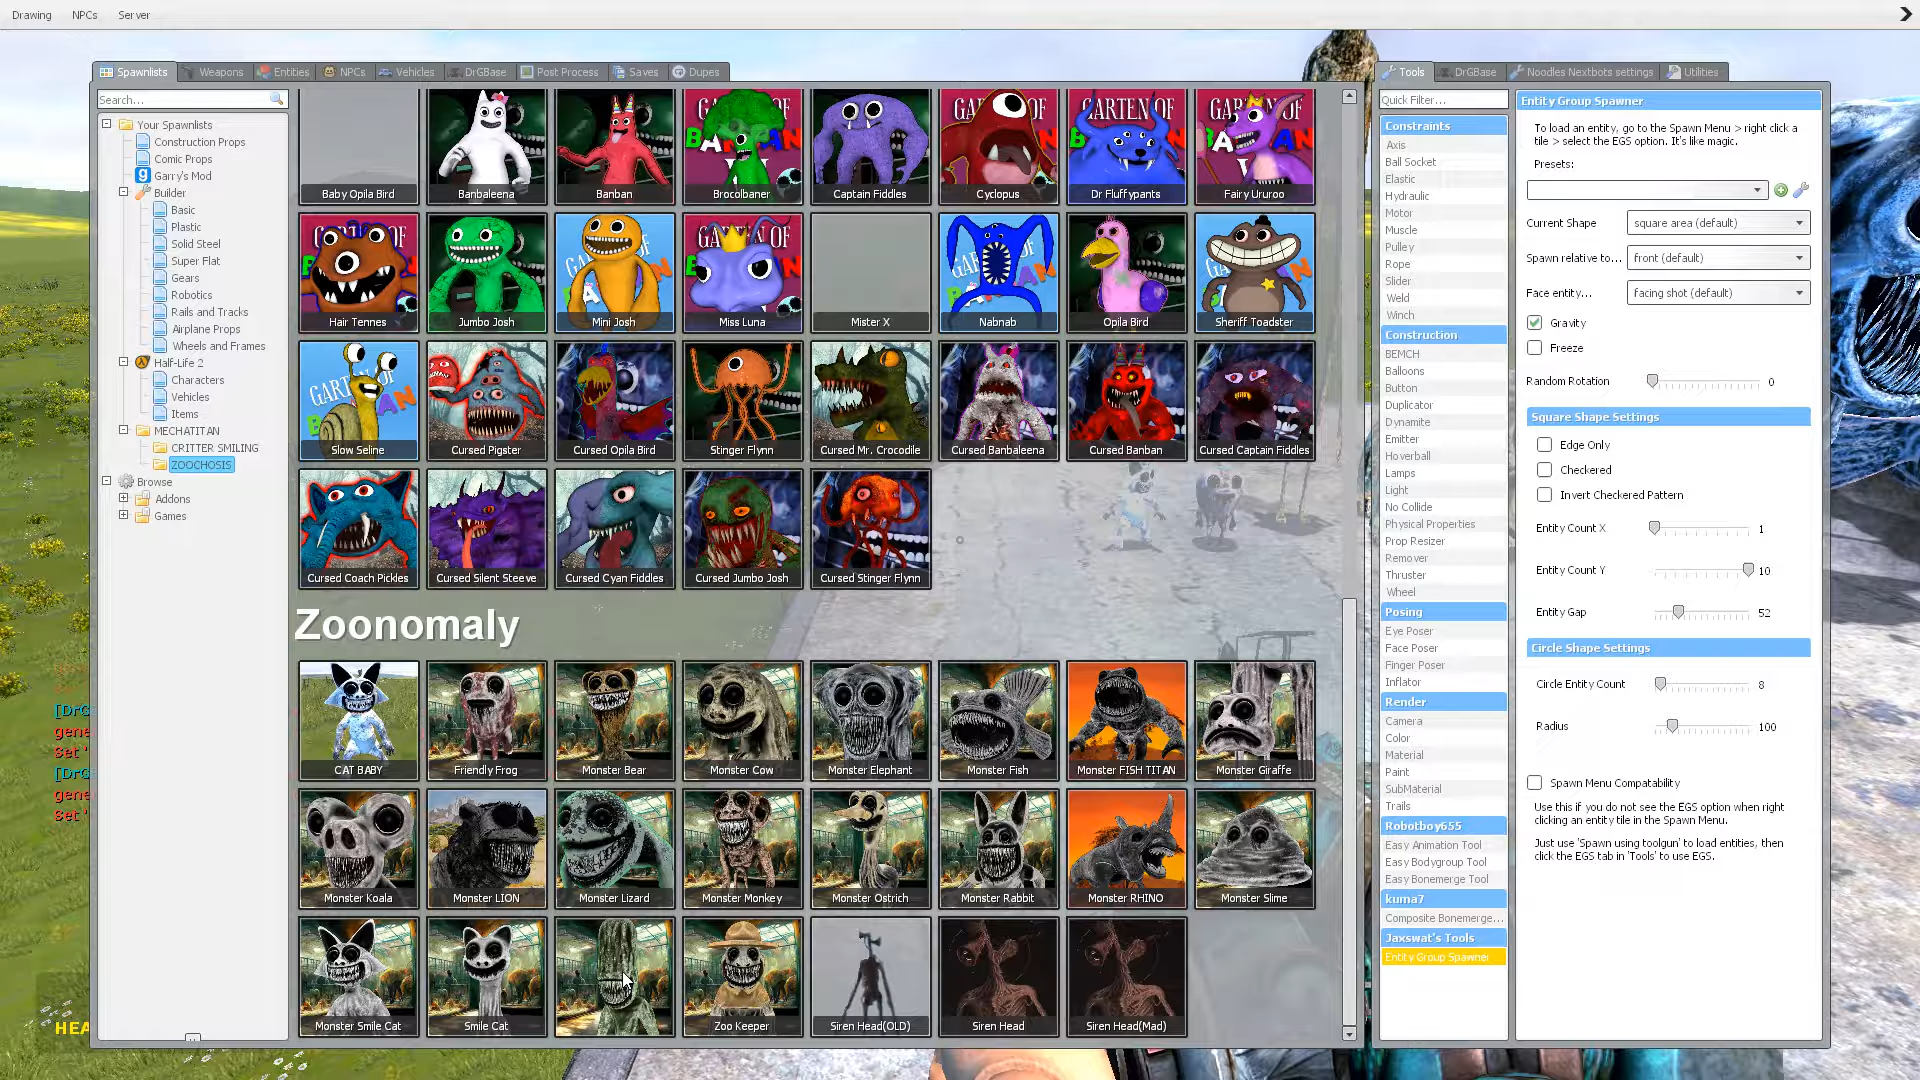 Drawing NPCs Server
Spawnlists Weapons Entities NPCs Vehicles DrGBase Post Process Saves Dupes
Search...
Your Spawnlists
Construction Props
Comic Props
Garry's Mod
Builder
Basic
Plastic
Solid Steel
Super Flat
Gears
Robotics
Rails and Tracks
Airplane Props
Wheels and Frames
Half-Life 2
Characters
Vehicles
Items
MECHATITAN
CRITTER SMILING
ZOOCHOSIS
Browse
Addons
Games
Baby Opila Bird Banbaleena Banban Brocolbaner Captain Fiddles Cyclopus Dr Fluffypants Fairy Ururoo
Hair Tennes Jumbo Josh Mini Josh Miss Luna Mister X Nabnab Opila Bird Sheriff Toadster
Slow Seline Cursed Pigster Cursed Opila Bird Stinger Flynn Cursed Mr. Crocodile Cursed Banbaleena Cursed Banban Cursed Captain Fiddles
Cursed Coach Pickles Cursed Silent Steeve Cursed Cyan Fiddles Cursed Jumbo Josh Cursed Stinger Flynn
Zoonomaly
CAT BABY Friendly Frog Monster Bear Monster Cow Monster Elephant Monster Fish Monster FISH TITAN Monster Giraffe
Monster Koala Monster LION Monster Lizard Monster Monkey Monster Ostrich Monster Rabbit Monster RHINO Monster Slime
Monster Smile Cat Smile Cat Zoo Keeper Siren Head(OLD) Siren Head Siren Head(Mad)
[DrG
gene
Set '
[DrG
gene
Set '
HEA
Tools DrGBase Noodles Nextbots settings Utilities
Quick Filter...
Constraints
Axis
Ball Socket
Elastic
Hydraulic
Motor
Muscle
Pulley
Rope
Slider
Weld
Winch
Construction
BEMCH
Balloons
Button
Duplicator
Dynamite
Emitter
Hoverball
Lamps
Light
No Collide
Physical Properties
Prop Resizer
Remover
Thruster
Wheel
Posing
Eye Poser
Face Poser
Finger Poser
Inflator
Render
Camera
Color
Material
Paint
SubMaterial
Trails
Robotboy655
Easy Animation Tool
Easy Bodygroup Tool
Easy Bonemerge Tool
kuma7
Composite Bonemerge...
Jaxswat's Tools
Entity Group Spawner
Entity Group Spawner
To load an entity, go to the Spawn Menu > right click a
tile > select the EGS option. It's like magic.
Presets:
Current Shape square area (default)
Spawn relative to... front (default)
Face entity... facing shot (default)
Gravity
Freeze
Random Rotation 0
Square Shape Settings
Edge Only
Checkered
Invert Checkered Pattern
Entity Count X 1
Entity Count Y 10
Entity Gap 52
Circle Shape Settings
Circle Entity Count 8
Radius 100
Spawn Menu Compatability
Use this if you do not see the EGS option when right
clicking an entity tile in the Spawn Menu.
Just use 'Spawn using toolgun' to load entities, then
click the EGS tab in 'Tools' to use EGS.